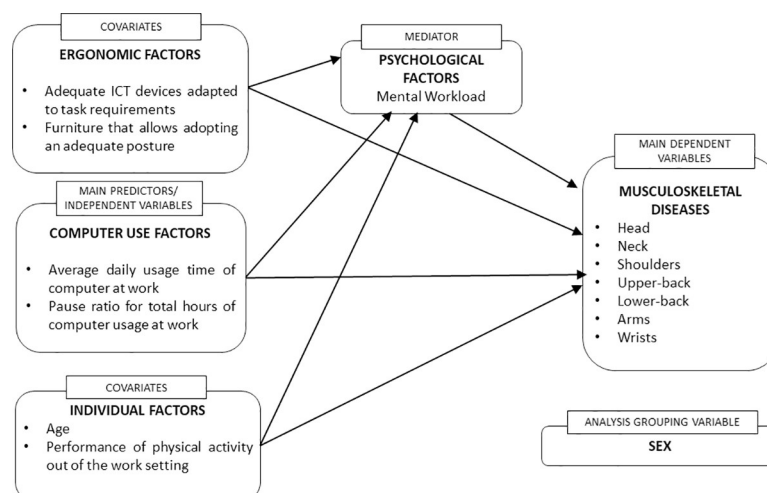 COVARIATES
ERGONOMIC FACTORS
• Adequate ICT devices adapted
to task requirements
• Furniture that allows adopting
an adequate posture
MAIN PREDICTORS/
INDEPENDENT VARIABLES
COMPUTER USE FACTORS
• Average daily usage time of
computer at work
• Pause ratio for total hours of
computer usage at work
COVARIATES
INDIVIDUAL FACTORS
• Age
• Performance of physical activity
out of the work setting
MEDIATOR
PSYCHOLOGICAL
FACTORS
Mental Workload
MAIN DEPENDENT
VARIABLES
MUSCULOSKELETAL
DISEASES
• Head
• Neck
• Shoulders
• Upper-back
• Lower-back
• Arms
• Wrists
ANALYSIS GROUPING VARIABLE
SEX